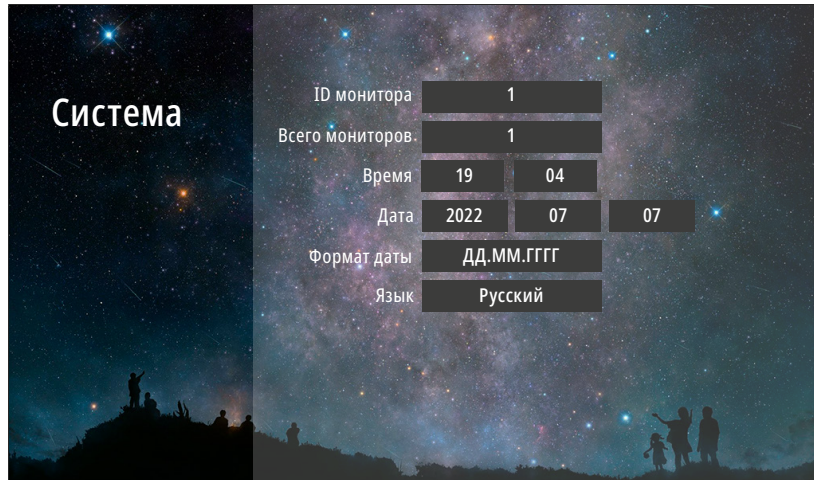 Система
ID монитора 1
Всего мониторов 1
Время 19 04
Дата 2022 07 07
Формат даты ДД.ММ.ГГГГ
Язык Русский